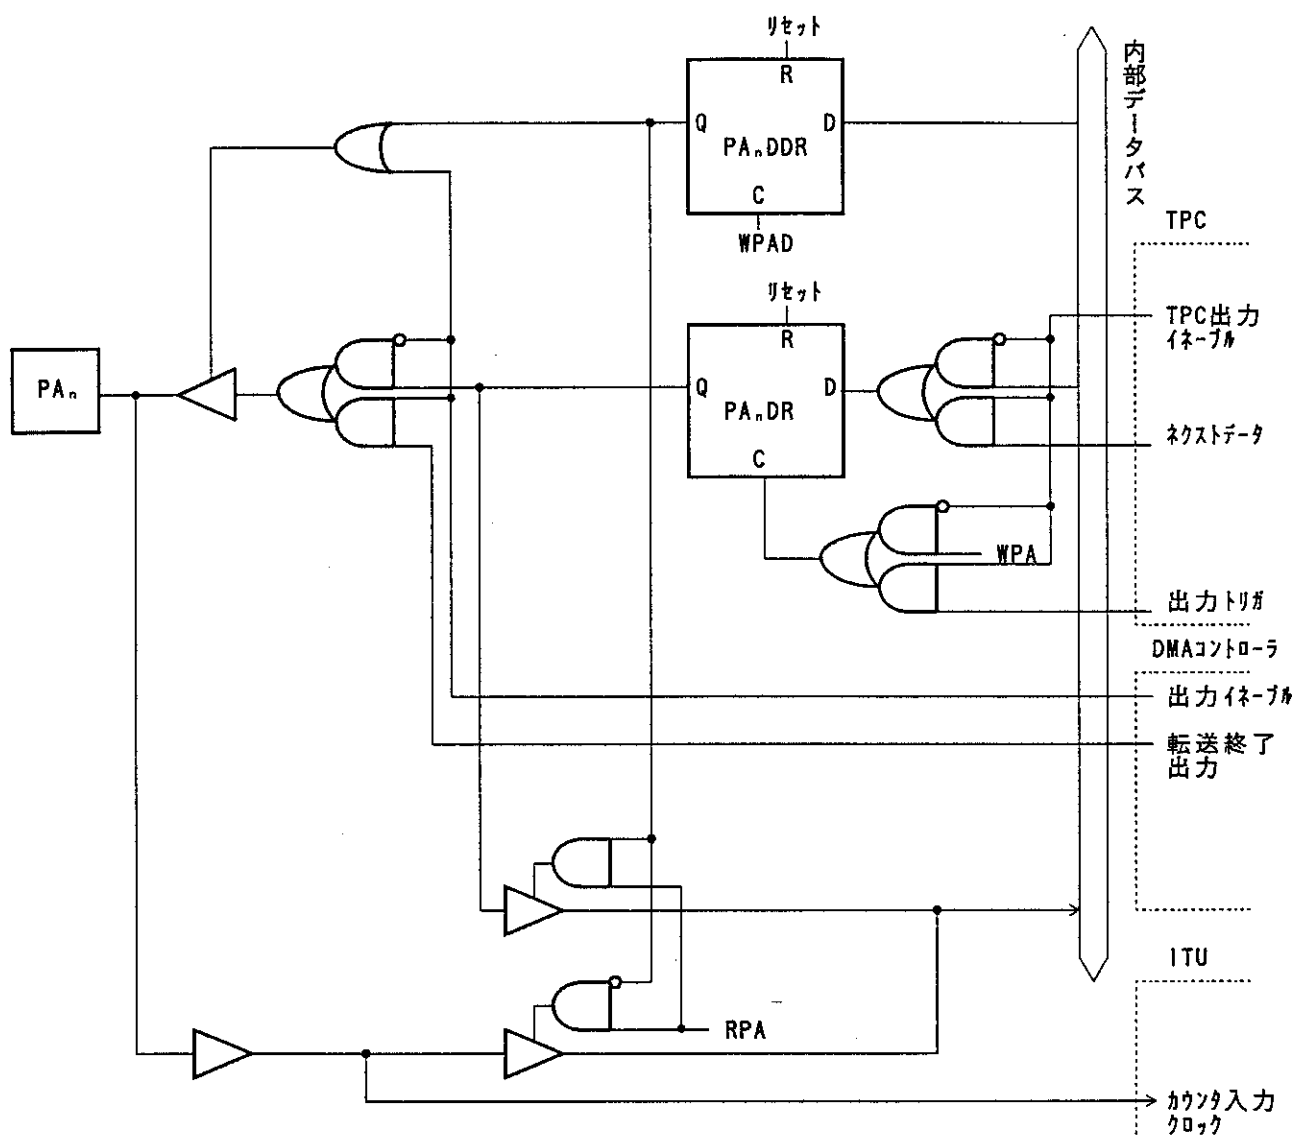 リセット
R
Q
D
PAnDDR
C
WPAD
内部データバス
TPC
リセット
R
TPC出力
イネーブル
PAn
Q
D
PAnDR
C
ネクストデータ
WPA
出力トリガ
DMAコントローラ
出力イネーブル
転送終了
出力
ITU
RPA
カウンタ入力
クロック